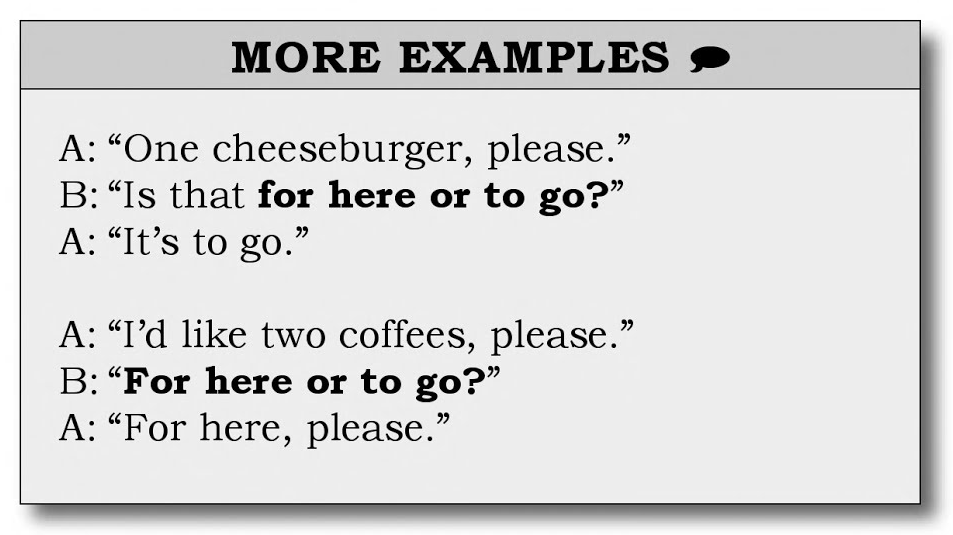 MORE EXAMPLES
A: “One cheeseburger, please.”
B: “Is that for here or to go?”
A: “It’s to go.”
A: “I’d like two coffees, please.”
B: “For here or to go?”
A: “For here, please.”